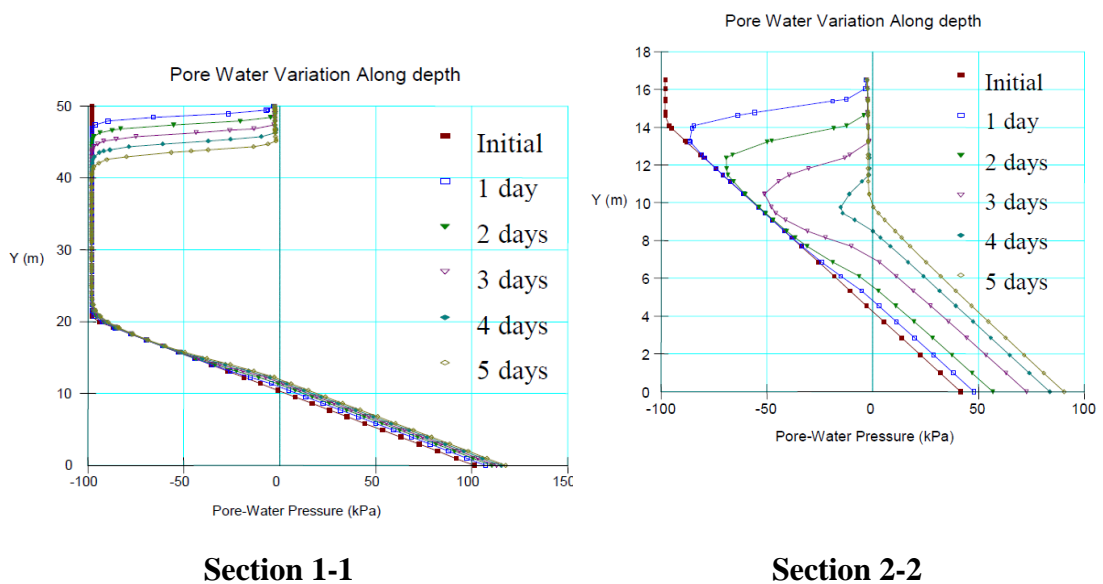 Pore Water Variation Along depth
50
40
30
20
10
0
Y (m)
-100 -50 0 50 100 150
Pore-Water Pressure (kPa)
Initial
1 day
2 days
3 days
4 days
5 days
Section 1-1
Pore Water Variation Along depth
18
16
14
12
10
8
6
4
2
0
Y (m)
-100 -50 0 50 100
Pore-Water Pressure (kPa)
Initial
1 day
2 days
3 days
4 days
5 days
Section 2-2